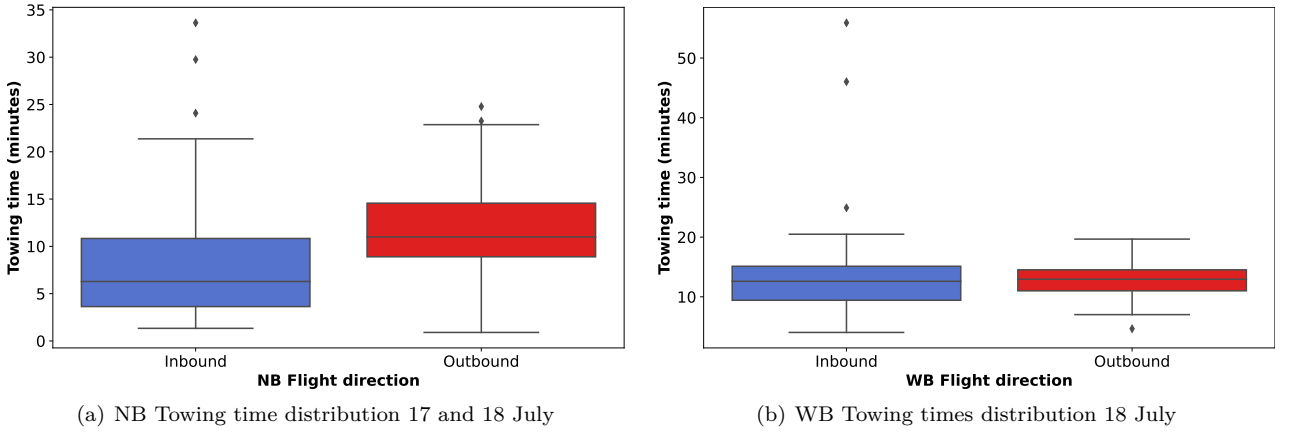 35
30
25
20
15
10
5
0
Towing time (minutes)
Inbound
Outbound
NB Flight direction
(a) NB Towing time distribution 17 and 18 July
50
40
30
20
10
Towing time (minutes)
Inbound
Outbound
WB Flight direction
(b) WB Towing times distribution 18 July